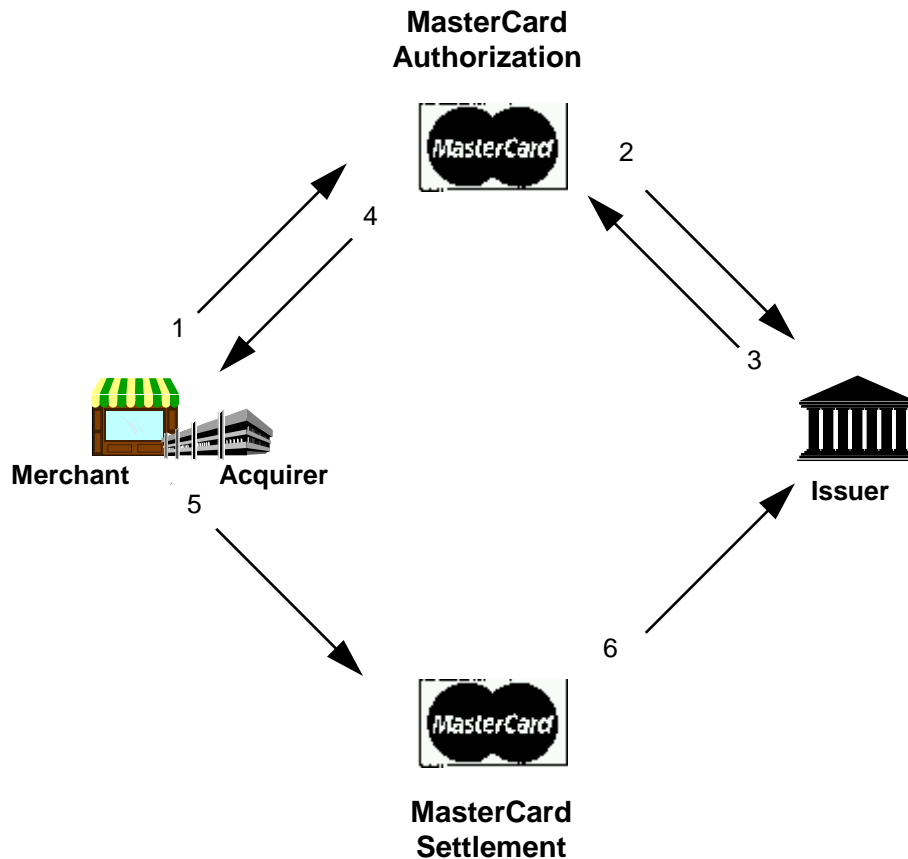 MasterCard
Authorization
MasterCard
2
4
1
3
Merchant
Acquirer
Issuer
5
6
MasterCard
MasterCard
Settlement